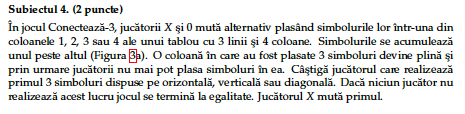 Subiectul 4. (2 puncte)
În jocul Conectează-3, jucătorii X şi 0 mută alternativ plasând simbolurile lor într-una din
coloanele 1, 2, 3 sau 4 ale unui tablou cu 3 linii şi 4 coloane. Simbolurile se acumulează
unul peste altul (Figura 3a). O coloană în care au fost plasate 3 simboluri devine plină şi
prin urmare jucătorii nu mai pot plasa simboluri în ea. Câştigă jucătorul care realizează
primul 3 simboluri dispuse pe orizontală, verticală sau diagonală. Dacă niciun jucător nu
realizează acest lucru jocul se termină la egalitate. Jucătorul X mută primul.